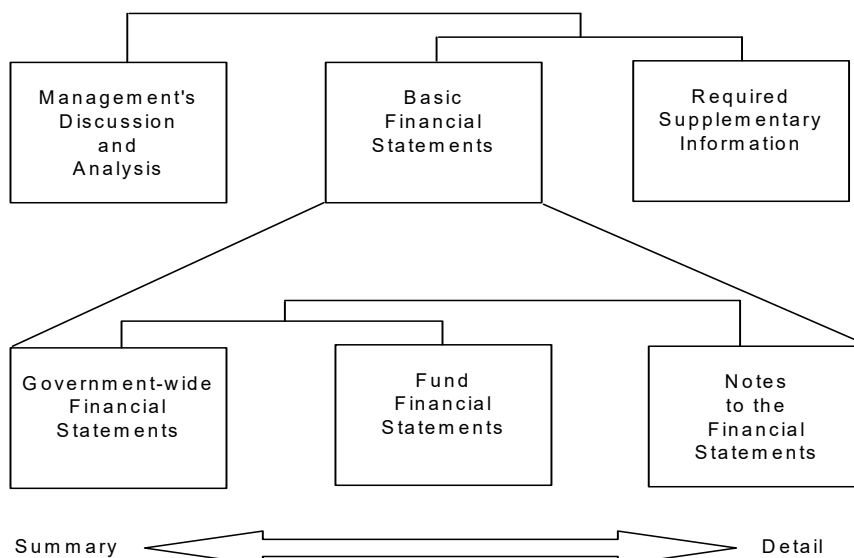 Management's
Discussion
and
Analysis
Basic
Financial
Statements
Required
Supplementary
Information
Government-wide
Financial
Statements
Fund
Financial
Statements
Notes
to the
Financial
Statements
Summary
Detail